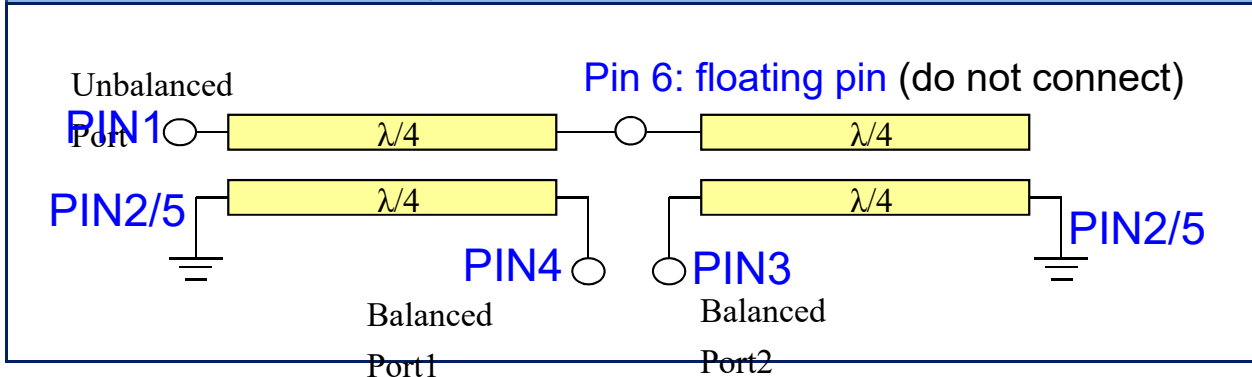 Unbalanced
Port
Pin 6: floating pin (do not connect)
PIN1
λ/4
λ/4
PIN2/5
λ/4
λ/4
PIN2/5
PIN4
PIN3
Balanced
Port1
Balanced
Port2